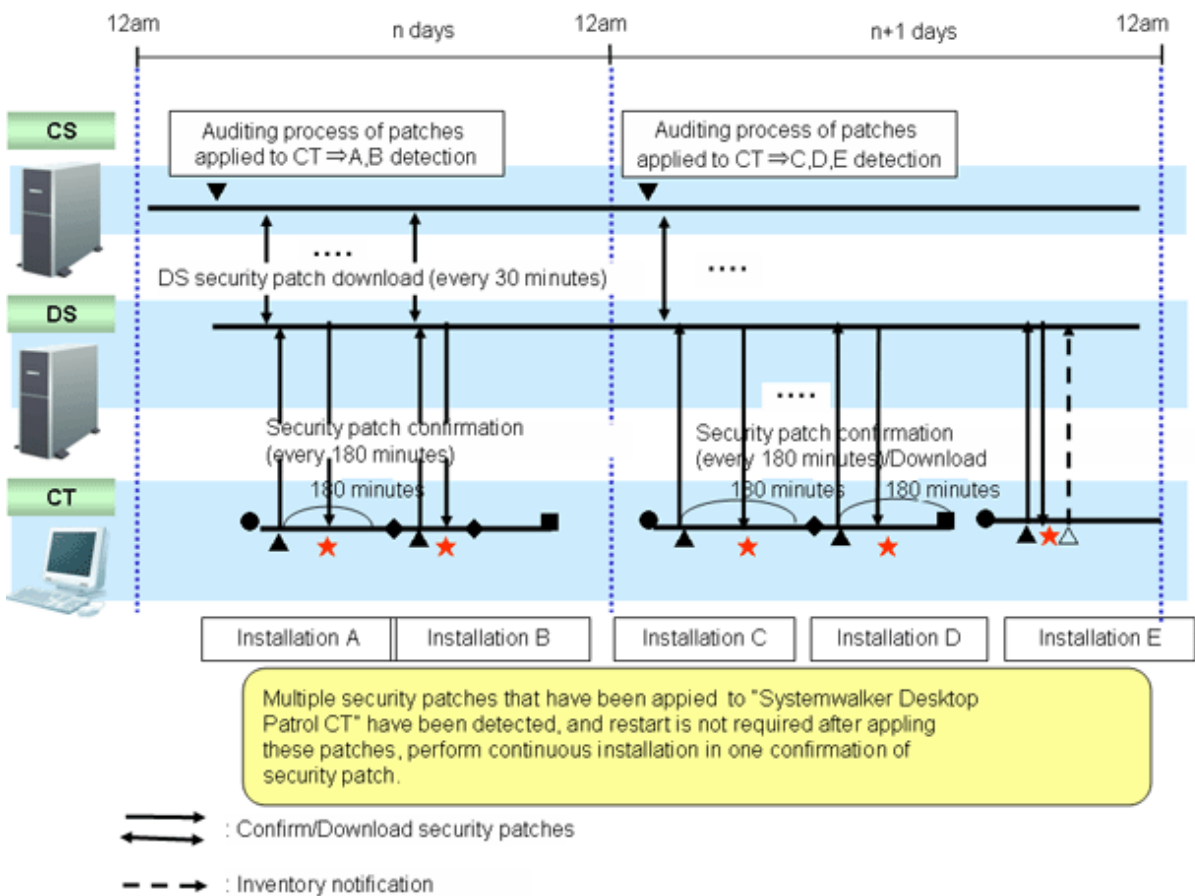 12am
n days
12am
n+1 days
12am
CS
Auditing process of patches
applied to CT ⇒A,B detection
Auditing process of patches
applied to CT ⇒C,D,E detection
....
....
DS security patch download (every 30 minutes)
DS
....
Security patch confirmation
(every 180 minutes)
180 minutes
Security patch confirmation
(every 180 minutes)/Download
180 minutes
180 minutes
CT
Installation A
Installation B
Installation C
Installation D
Installation E
Multiple security patches that have been appied to "Systemwalker Desktop
Patrol CT" have been detected, and restart is not required after appling
these patches, perform continuous installation in one confirmation of
security patch.
: Confirm/Download security patches
: Inventory notification